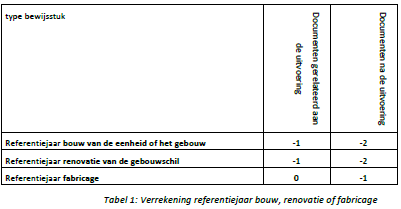 type bewijsstuk
Documenten gerelateerd aan
de uitvoering
Documenten na de uitvoering
Referentiejaar bouw van de eenheid of het gebouw -1 -2
Referentiejaar renovatie van de gebouwschil -1 -2
Referentiejaar fabricage 0 -1
Tabel 1: Verrekening referentiejaar bouw, renovatie of fabricage